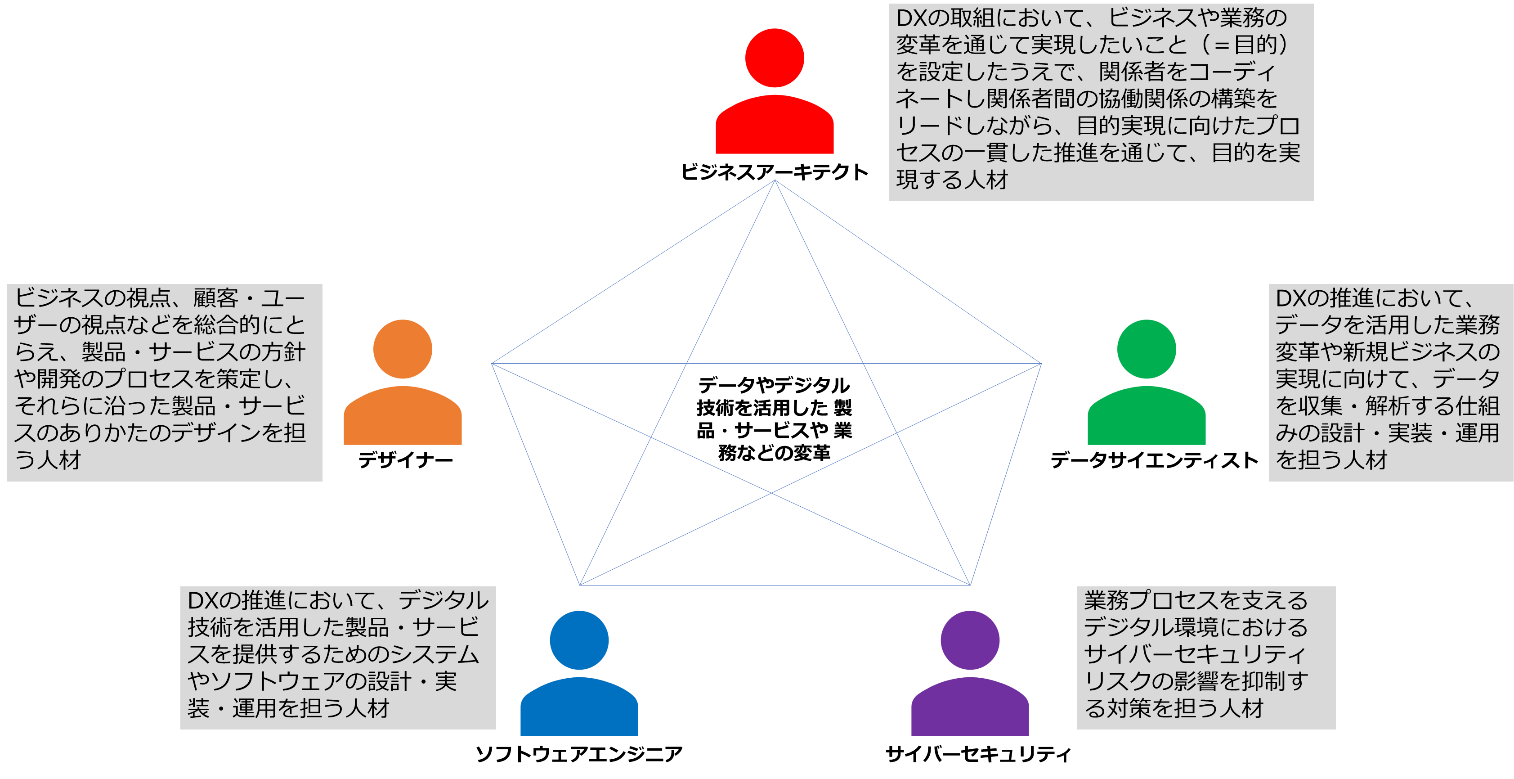 DXの取組において、ビジネスや業務の
変革を通じて実現したいこと（＝目的）
を設定したうえで、関係者をコーディ
ネートし関係者間の協働関係の構築を
リードしながら、目的実現に向けたプロ
セスの一貫した推進を通じて、目的を実
現する人材
ビジネスアーキテクト
ビジネスの視点、顧客・ユー
ザーの視点などを総合的にと
らえ、製品・サービスの方針
や開発のプロセスを策定し、
それらに沿った製品・サービ
スのありかたのデザインを担
う人材
デザイナー
データやデジタル
技術を活用した 製
品・サービスや 業
務などの変革
DXの推進において、
データを活用した業務
変革や新規ビジネスの
実現に向けて、データ
を収集・解析する仕組
みの設計・実装・運用
を担う人材
データサイエンティスト
DXの推進において、デジタル
技術を活用した製品・サービ
スを提供するためのシステム
やソフトウェアの設計・実
装・運用を担う人材
ソフトウェアエンジニア
業務プロセスを支える
デジタル環境における
サイバーセキュリティ
リスクの影響を抑制す
る対策を担う人材
サイバーセキュリティ